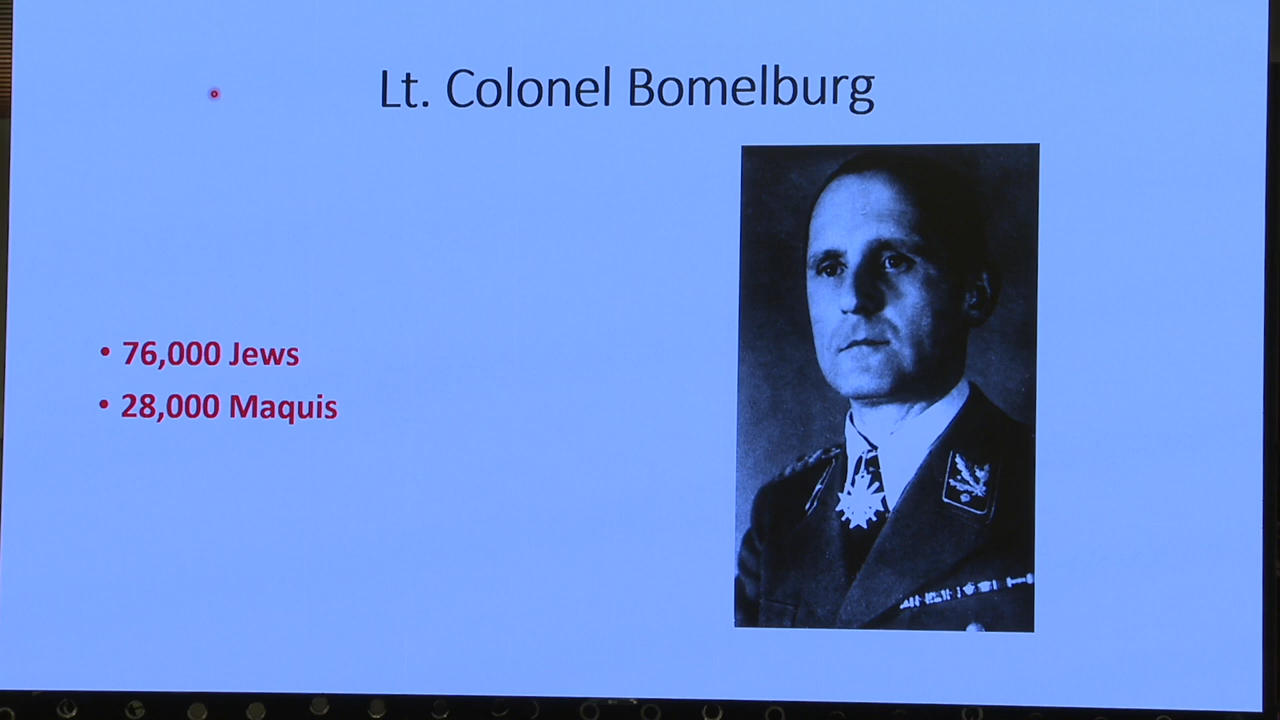 Lt. Colonel Bomelburg
• 76,000 Jews
• 28,000 Maquis